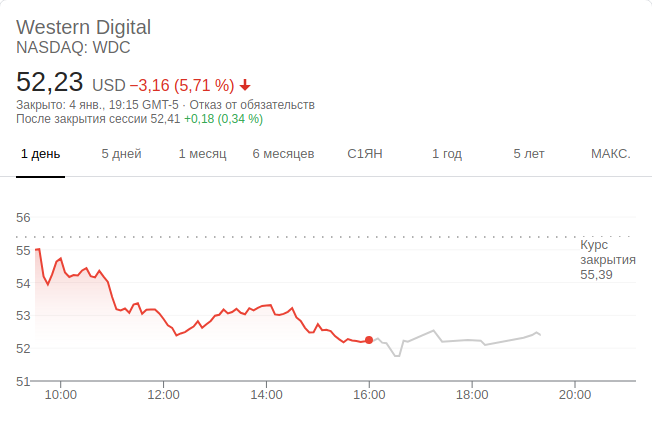 Western Digital
NASDAQ: WDC
52,23 USD −3,16 (5,71 %)
Закрыто: 4 янв., 19:15 GMT-5 · Отказ от обязательств
После закрытия сессии 52,41 +0,18 (0,34 %)
1 день 5 дней 1 месяц 6 месяцев С1ЯН 1 год 5 лет МАКС.
56
55
54
53
52
51
Курс
закрытия
55,39
10:00 12:00 14:00 16:00 18:00 20:00